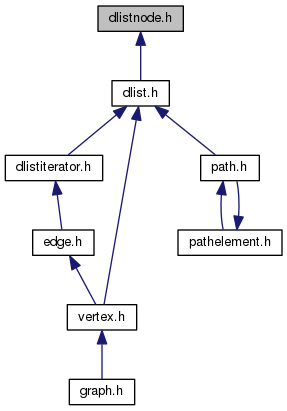 dlistnode.h
dlist.h
dlistiterator.h
path.h
edge.h
pathelement.h
vertex.h
graph.h